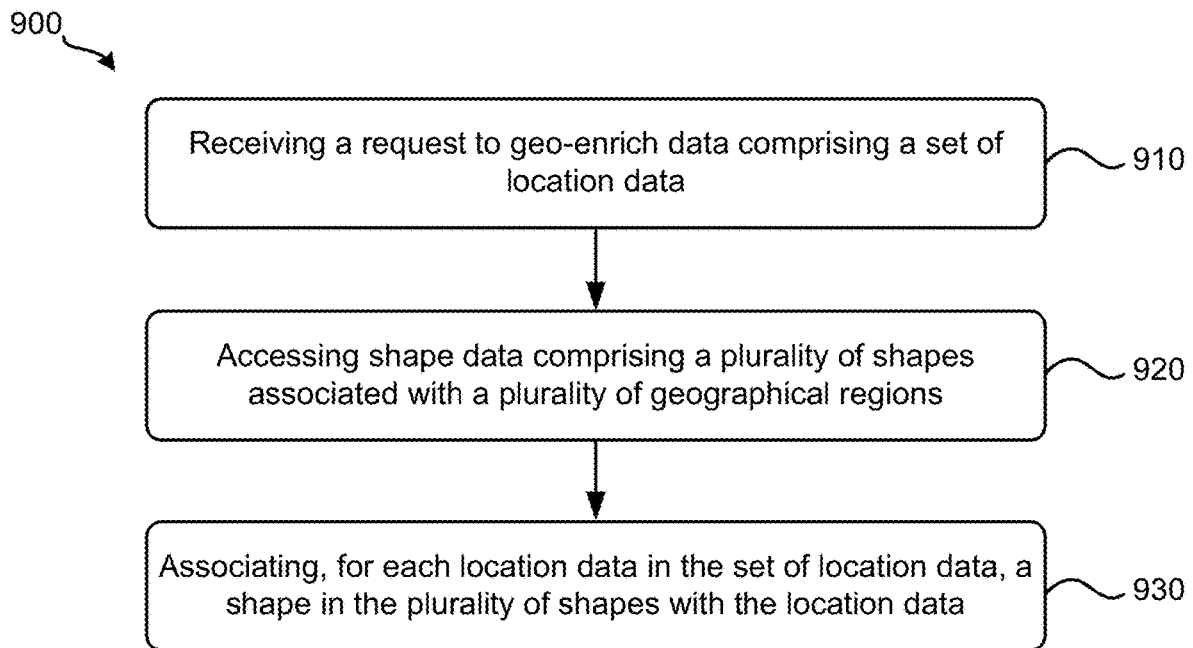 900
Receiving a request to geo-enrich data comprising a set of
location data
910
Accessing shape data comprising a plurality of shapes
associated with a plurality of geographical regions
920
Associating, for each location data in the set of location data, a
shape in the plurality of shapes with the location data
930